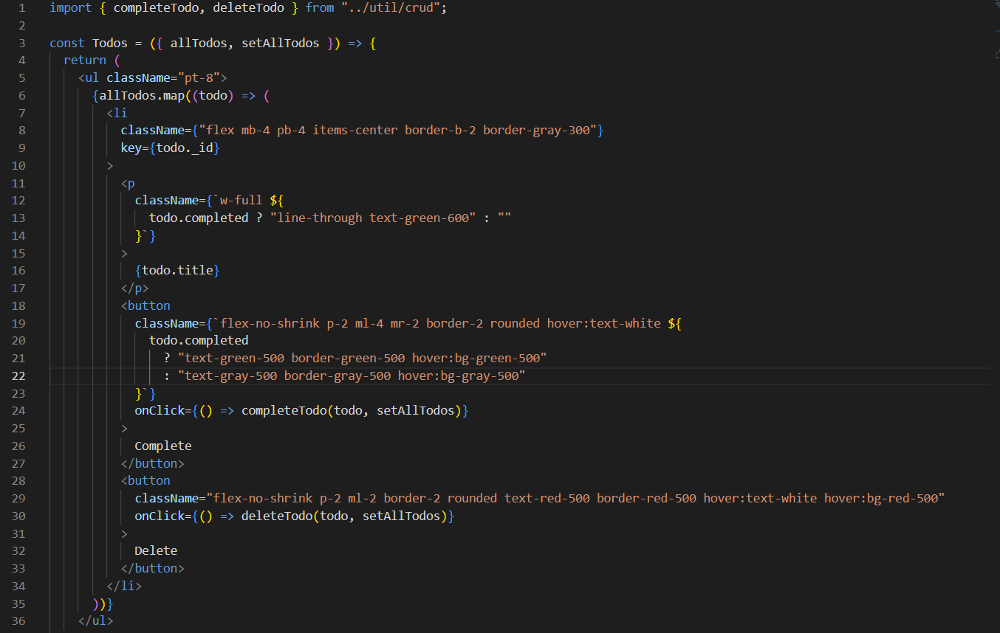 1 import { completeTodo, deleteTodo } from "../util/crud";
2
3 const Todos = ({ allTodos, setAllTodos }) => {
4   return (
5     <ul className="pt-8">
6       {allTodos.map((todo) => (
7         <li
8           className={"flex mb-4 pb-4 items-center border-b-2 border-gray-300"}
9           key={todo._id}
10         >
11           <p
12             className={`w-full ${
13               todo.completed ? "line-through text-green-600" : ""
14             }`}
15           >
16             {todo.title}
17           </p>
18           <button
19             className={`flex-no-shrink p-2 ml-4 mr-2 border-2 rounded hover:text-white ${
20               todo.completed
21                 ? "text-green-500 border-green-500 hover:bg-green-500"
22                 : "text-gray-500 border-gray-500 hover:bg-gray-500"
23             }`}
24             onClick={() => completeTodo(todo, setAllTodos)}
25           >
26             Complete
27           </button>
28           <button
29             className="flex-no-shrink p-2 ml-2 border-2 rounded text-red-500 border-red-500 hover:text-white hover:bg-red-500"
30             onClick={() => deleteTodo(todo, setAllTodos)}
31           >
32             Delete
33           </button>
34         </li>
35       ))}
36     </ul>